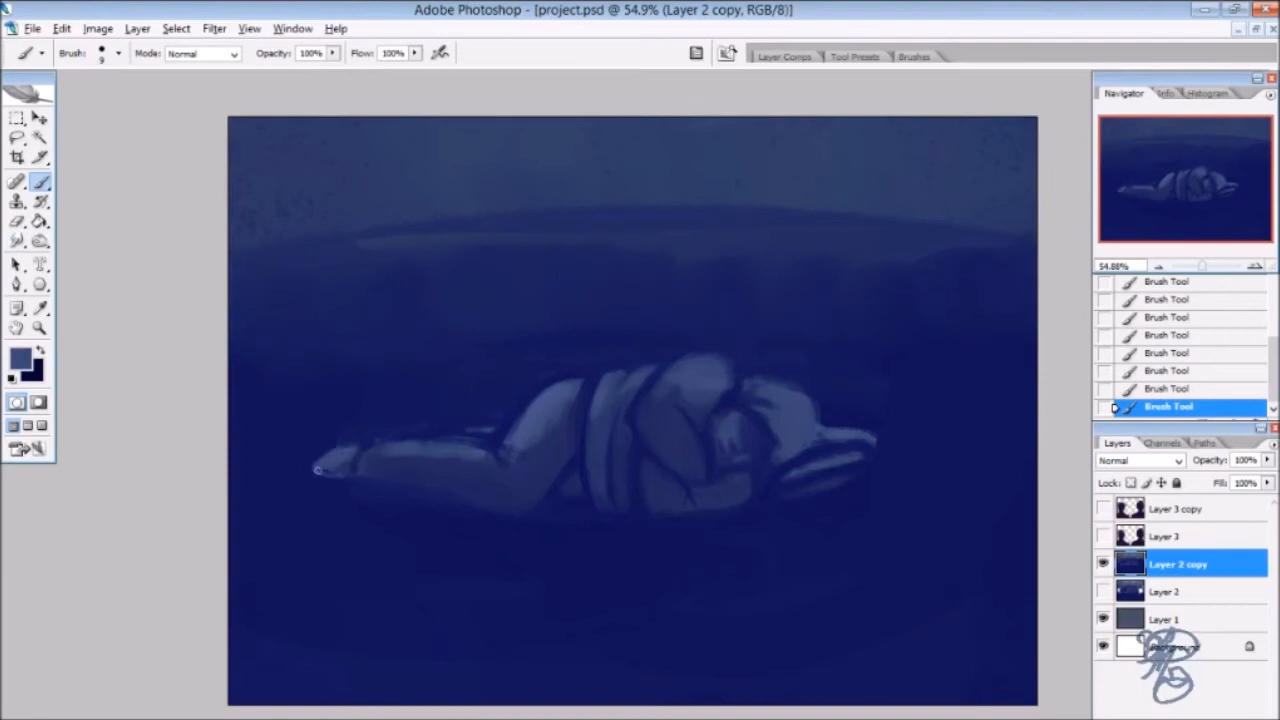 Adobe Photoshop - [project.psd @ 54.9% (Layer 2 copy, RGB/8)]
File Edit Image Layer Select Filter View Window Help
Brush: 9 Mode: Normal Opacity: 100% Flow: 100% Layer Comps Tool Presets Brushes
Navigator Info Histogram
54.88%
Brush Tool
Brush Tool
Brush Tool
Brush Tool
Brush Tool
Brush Tool
Brush Tool
Brush Tool
Layers Channels Paths
Normal Opacity: 100%
Lock: Fill: 100%
Layer 3 copy
Layer 3
Layer 2 copy
Layer 2
Layer 1
Background